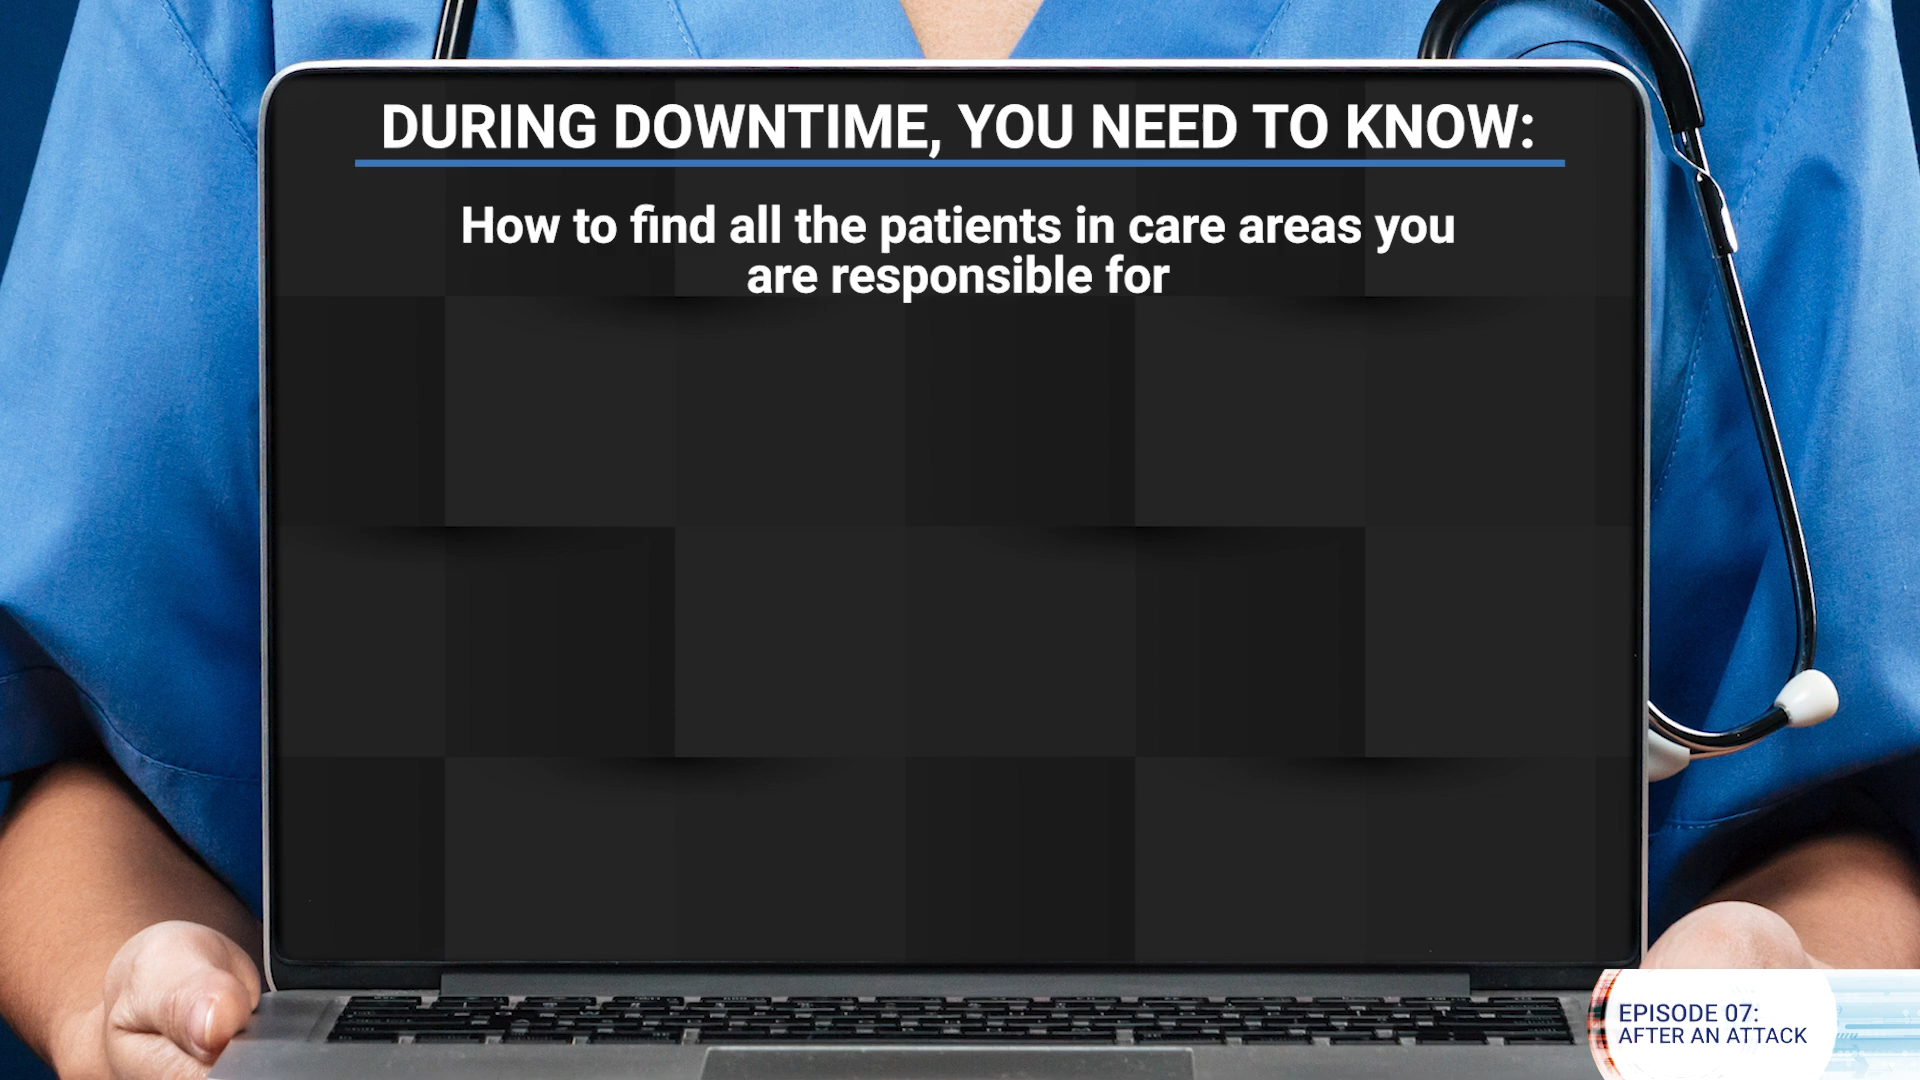 DURING DOWNTIME, YOU NEED TO KNOW:
How to find all the patients in care areas you
are responsible for
EPISODE 07:
AFTER AN ATTACK